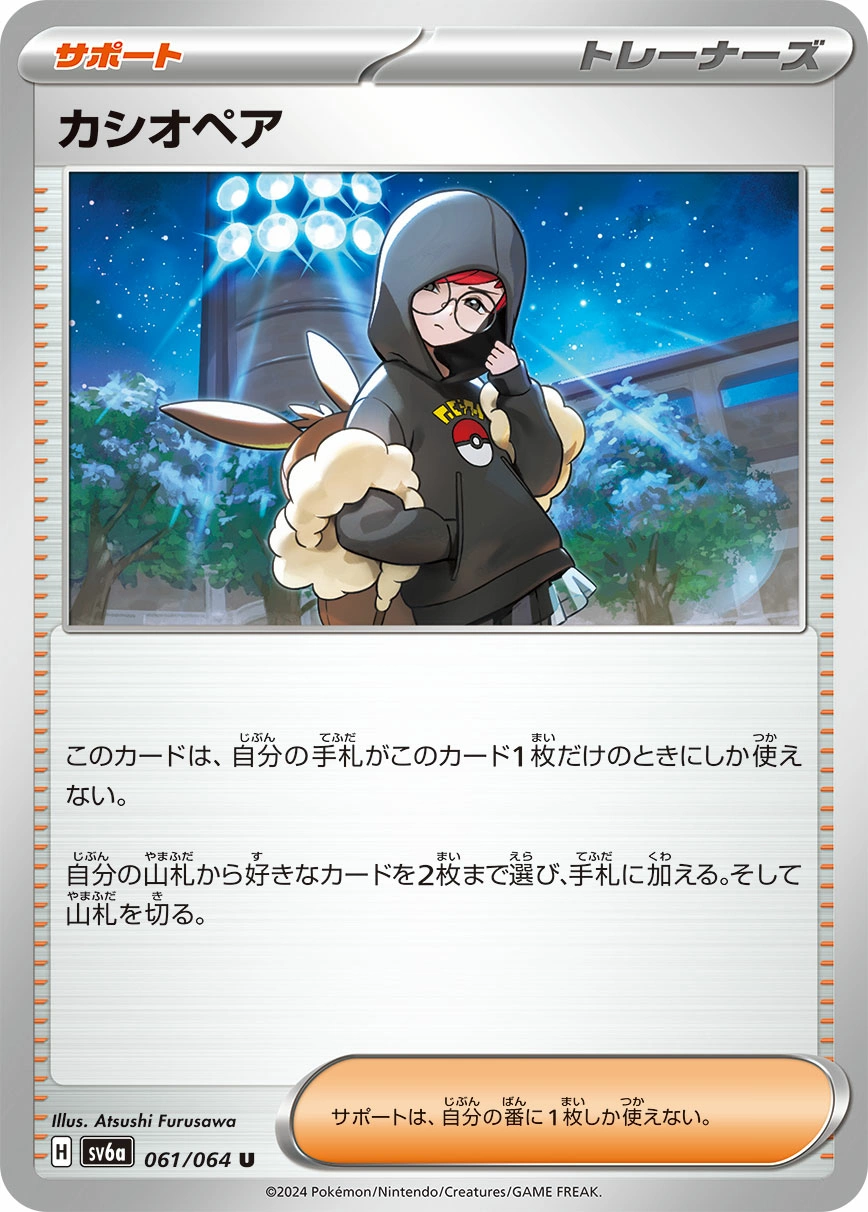 サポート
トレーナーズ
カシオペア
このカードは、自分の手札がこのカード1枚だけのときにしか使え
ない。
自分の山札から好きなカードを2枚まで選び、手札に加える。そして
山札を切る。
サポートは、自分の番に1枚しか使えない。
Illus. Atsushi Furusawa
H sv6a 061/064 U
©2024 Pokémon/Nintendo/Creatures/GAME FREAK.